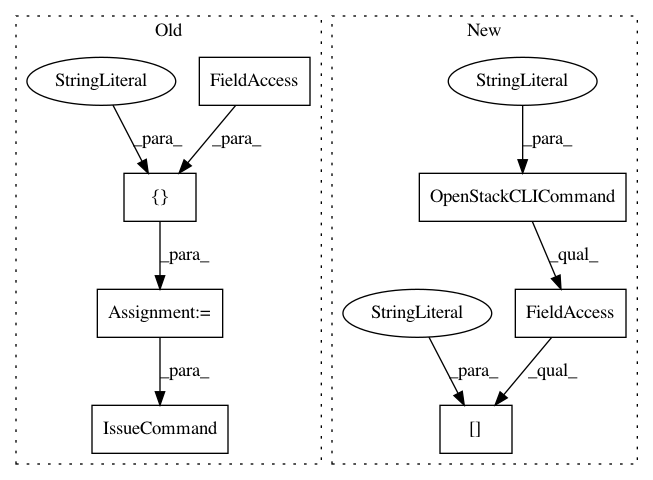 Old
New
StringLiteral
FieldAccess
StringLiteral
_para_
_para_
_para_
{}
OpenStackCLICommand
_para_
_qual_
Assignment:=
StringLiteral
FieldAccess
_para_
_para_
_qual_
IssueCommand
[]